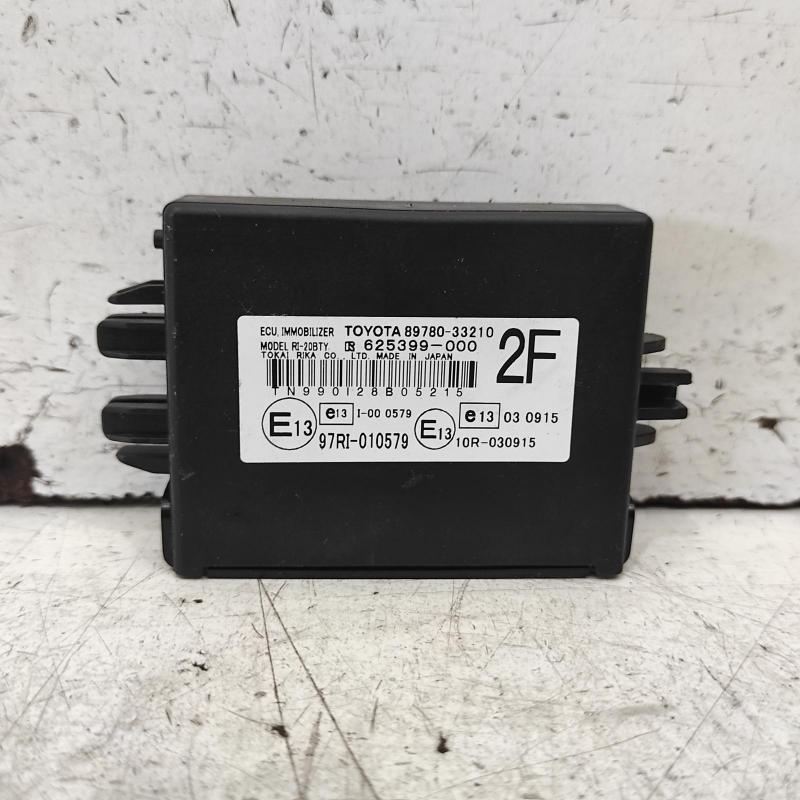 ECU, IMMOBILIZER TOYOTA 89780-33210
MODEL RI-20BTY R 625399-000
TOKAI RIKA CO., LTD. MADE IN JAPAN
2F
TN990I28B05215
E13 e13 I-00 0579 E13 e13 03 0915
97RI-010579 10R-030915